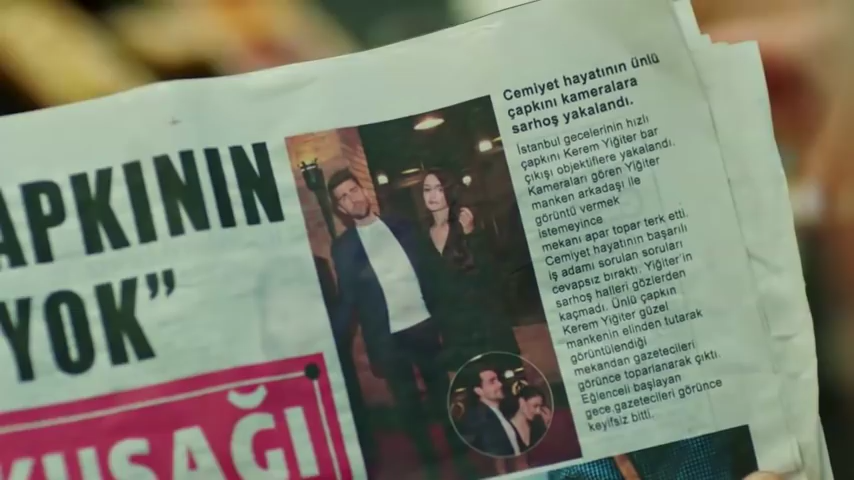 APKININ
YOK”
KUŞAĞI
Cemiyet hayatının ünlü
çapkını kameralara
sarhoş yakalandı.
İstanbul gecelerinin hızlı
çapkını Kerem Yiğiter bar
çıkışı objektiflere yakalandı.
Kameraları gören Yiğiter
manken arkadaşı ile
görüntü vermek
istemeyince
mekanı apar topar terk etti.
Cemiyet hayatının başarılı
iş adamı sorulan soruları
cevapsız bıraktı. Yiğiter’in
sarhoş halleri gözlerden
kaçmadı. Ünlü çapkın
Kerem Yiğiter güzel
mankenin elinden tutarak
görüntülendiği
mekandan gazetecileri
görünce toparlanarak çıktı.
Eğlenceli başlayan
gece,gazetecileri görünce
keyifsiz bitti.